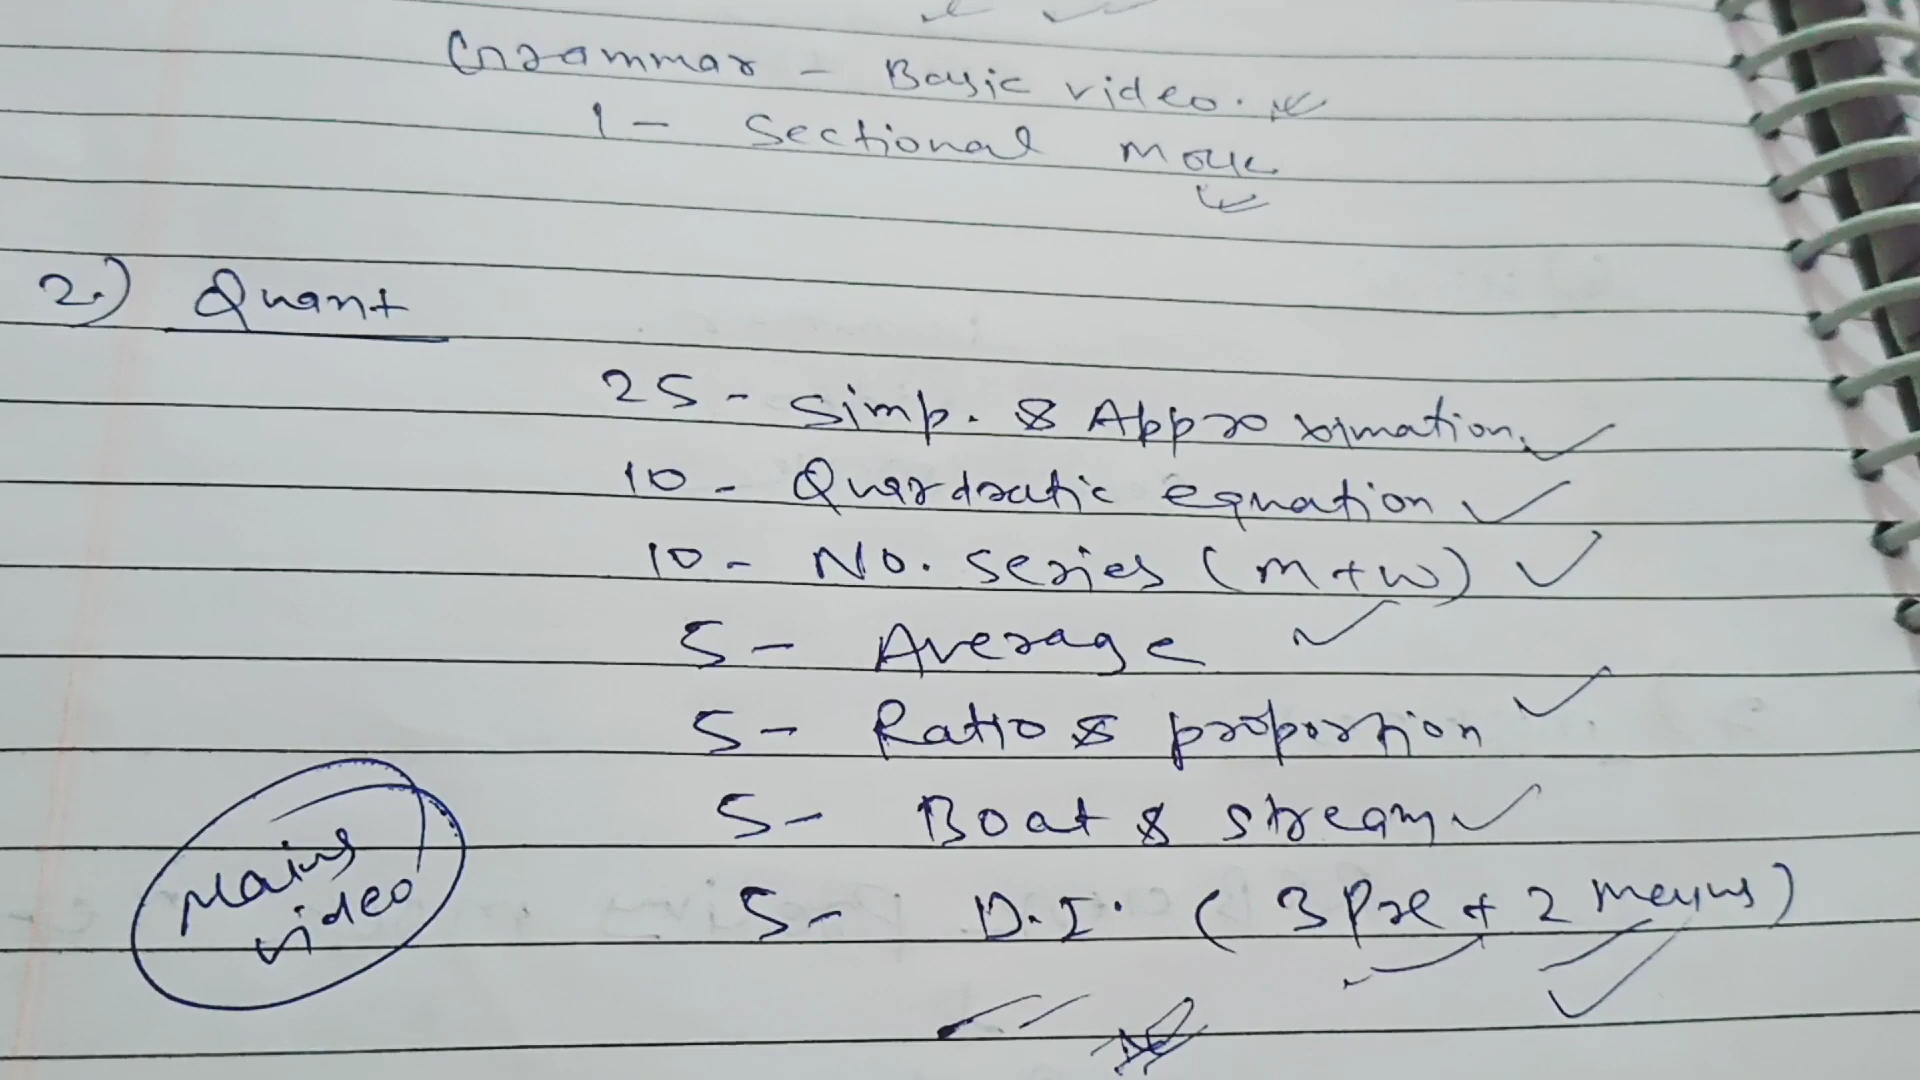 Grammar - Basic video.
1 - Sectional mock
2.) Quant
25 - Simp. & Approximation.
10 - Quardratic equation
10 - No. series (m+w)
5 - Average
5 - Ratio & proportion
5 - Boat & stream
5 - D.I. (3 Pre + 2 Mains)
Mains
video